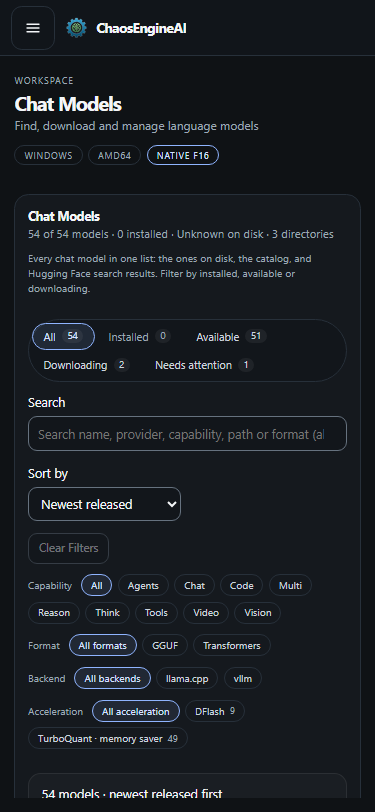 ChaosEngineAI
WORKSPACE
Chat Models
Find, download and manage language models
WINDOWS AMD64 NATIVE F16
Chat Models
54 of 54 models · 0 installed · Unknown on disk · 3 directories
Every chat model in one list: the ones on disk, the catalog, and
Hugging Face search results. Filter by installed, available or
downloading.
All 54 Installed 0 Available 51
Downloading 2 Needs attention 1
Search
Search name, provider, capability, path or format (al
Sort by
Newest released
Clear Filters
Capability All Agents Chat Code Multi
Reason Think Tools Video Vision
Format All formats GGUF Transformers
Backend All backends llama.cpp vllm
Acceleration All acceleration DFlash 9
TurboQuant · memory saver 49
54 models · newest released first